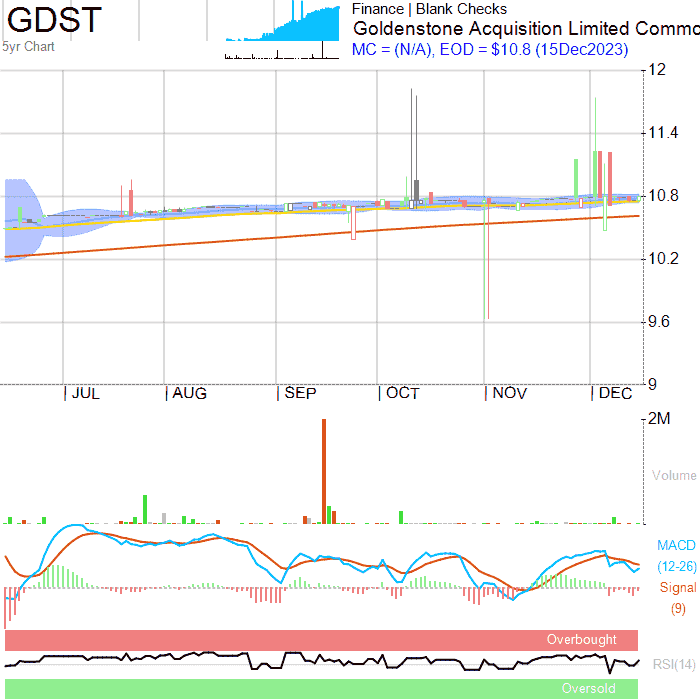 GDST
5yr Chart
Finance | Blank Checks
Goldenstone Acquisition Limited Commo
MC = (N/A), EOD = $10.8 (15Dec2023)
12
11.4
10.8
10.2
9.6
9
JUL AUG SEP OCT NOV DEC
2M
Volume
MACD
(12-26)
Signal
(9)
Overbought
RSI(14)
Oversold